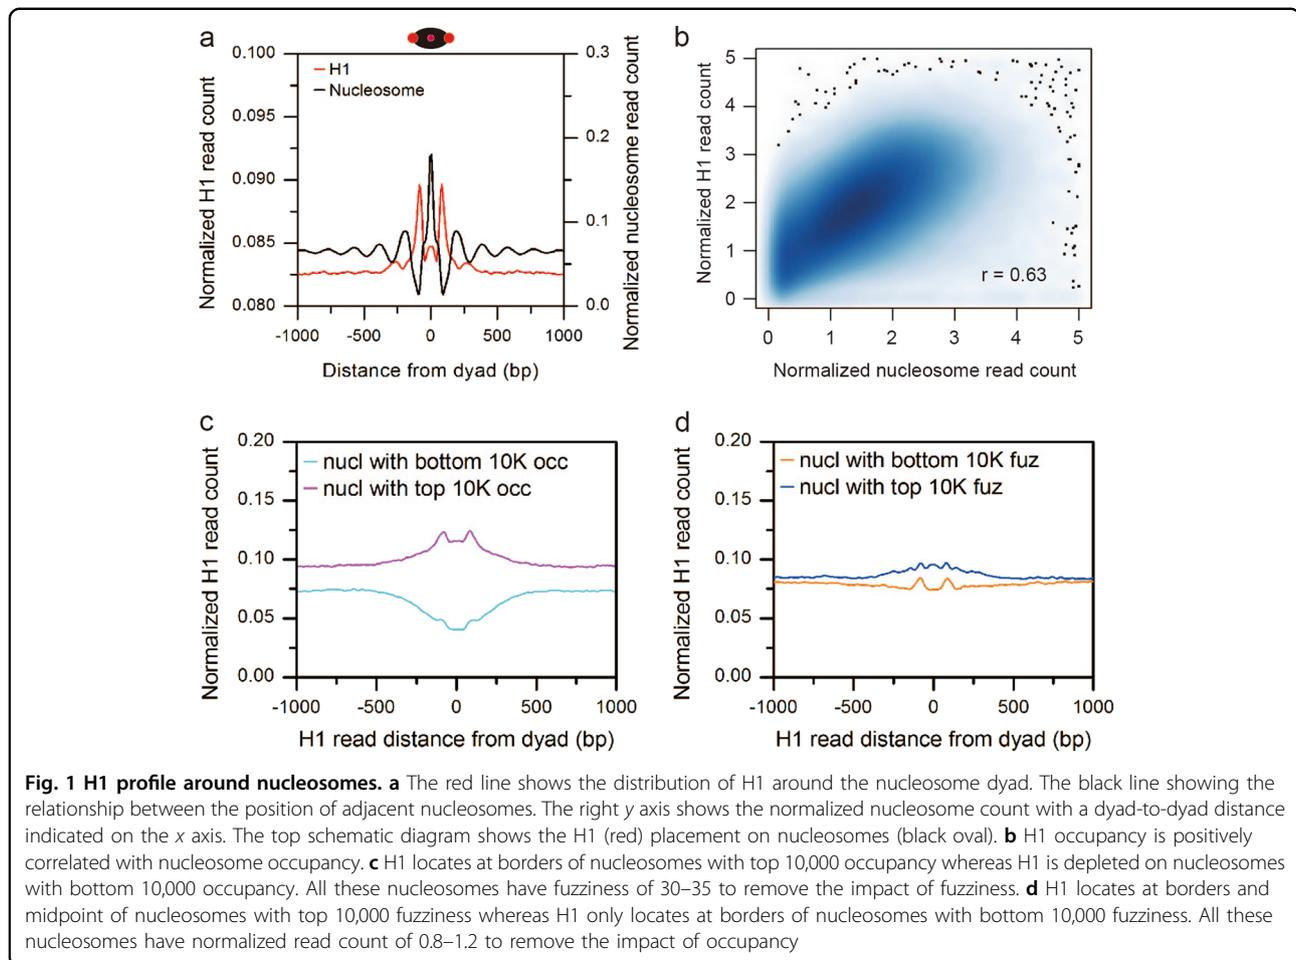 a
0.100
0.095
0.090
0.085
0.080
Normalized H1 read count
H1
Nucleosome
0.3
0.2
0.1
0.0
Normalized nucleosome read count
-1000 -500 0 500 1000
Distance from dyad (bp)
b
5
4
3
2
1
0
Normalized H1 read count
r = 0.63
0 1 2 3 4 5
Normalized nucleosome read count
c
0.20
0.15
0.10
0.05
0.00
Normalized H1 read count
nucl with bottom 10K occ
nucl with top 10K occ
-1000 -500 0 500 1000
H1 read distance from dyad (bp)
d
0.20
0.15
0.10
0.05
0.00
Normalized H1 read count
nucl with bottom 10K fuz
nucl with top 10K fuz
-1000 -500 0 500 1000
H1 read distance from dyad (bp)
Fig. 1 H1 profile around nucleosomes. a The red line shows the distribution of H1 around the nucleosome dyad. The black line showing the
relationship between the position of adjacent nucleosomes. The right y axis shows the normalized nucleosome count with a dyad-to-dyad distance
indicated on the x axis. The top schematic diagram shows the H1 (red) placement on nucleosomes (black oval). b H1 occupancy is positively
correlated with nucleosome occupancy. c H1 locates at borders of nucleosomes with top 10,000 occupancy whereas H1 is depleted on nucleosomes
with bottom 10,000 occupancy. All these nucleosomes have fuzziness of 30–35 to remove the impact of fuzziness. d H1 locates at borders and
midpoint of nucleosomes with top 10,000 fuzziness whereas H1 only locates at borders of nucleosomes with bottom 10,000 fuzziness. All these
nucleosomes have normalized read count of 0.8–1.2 to remove the impact of occupancy